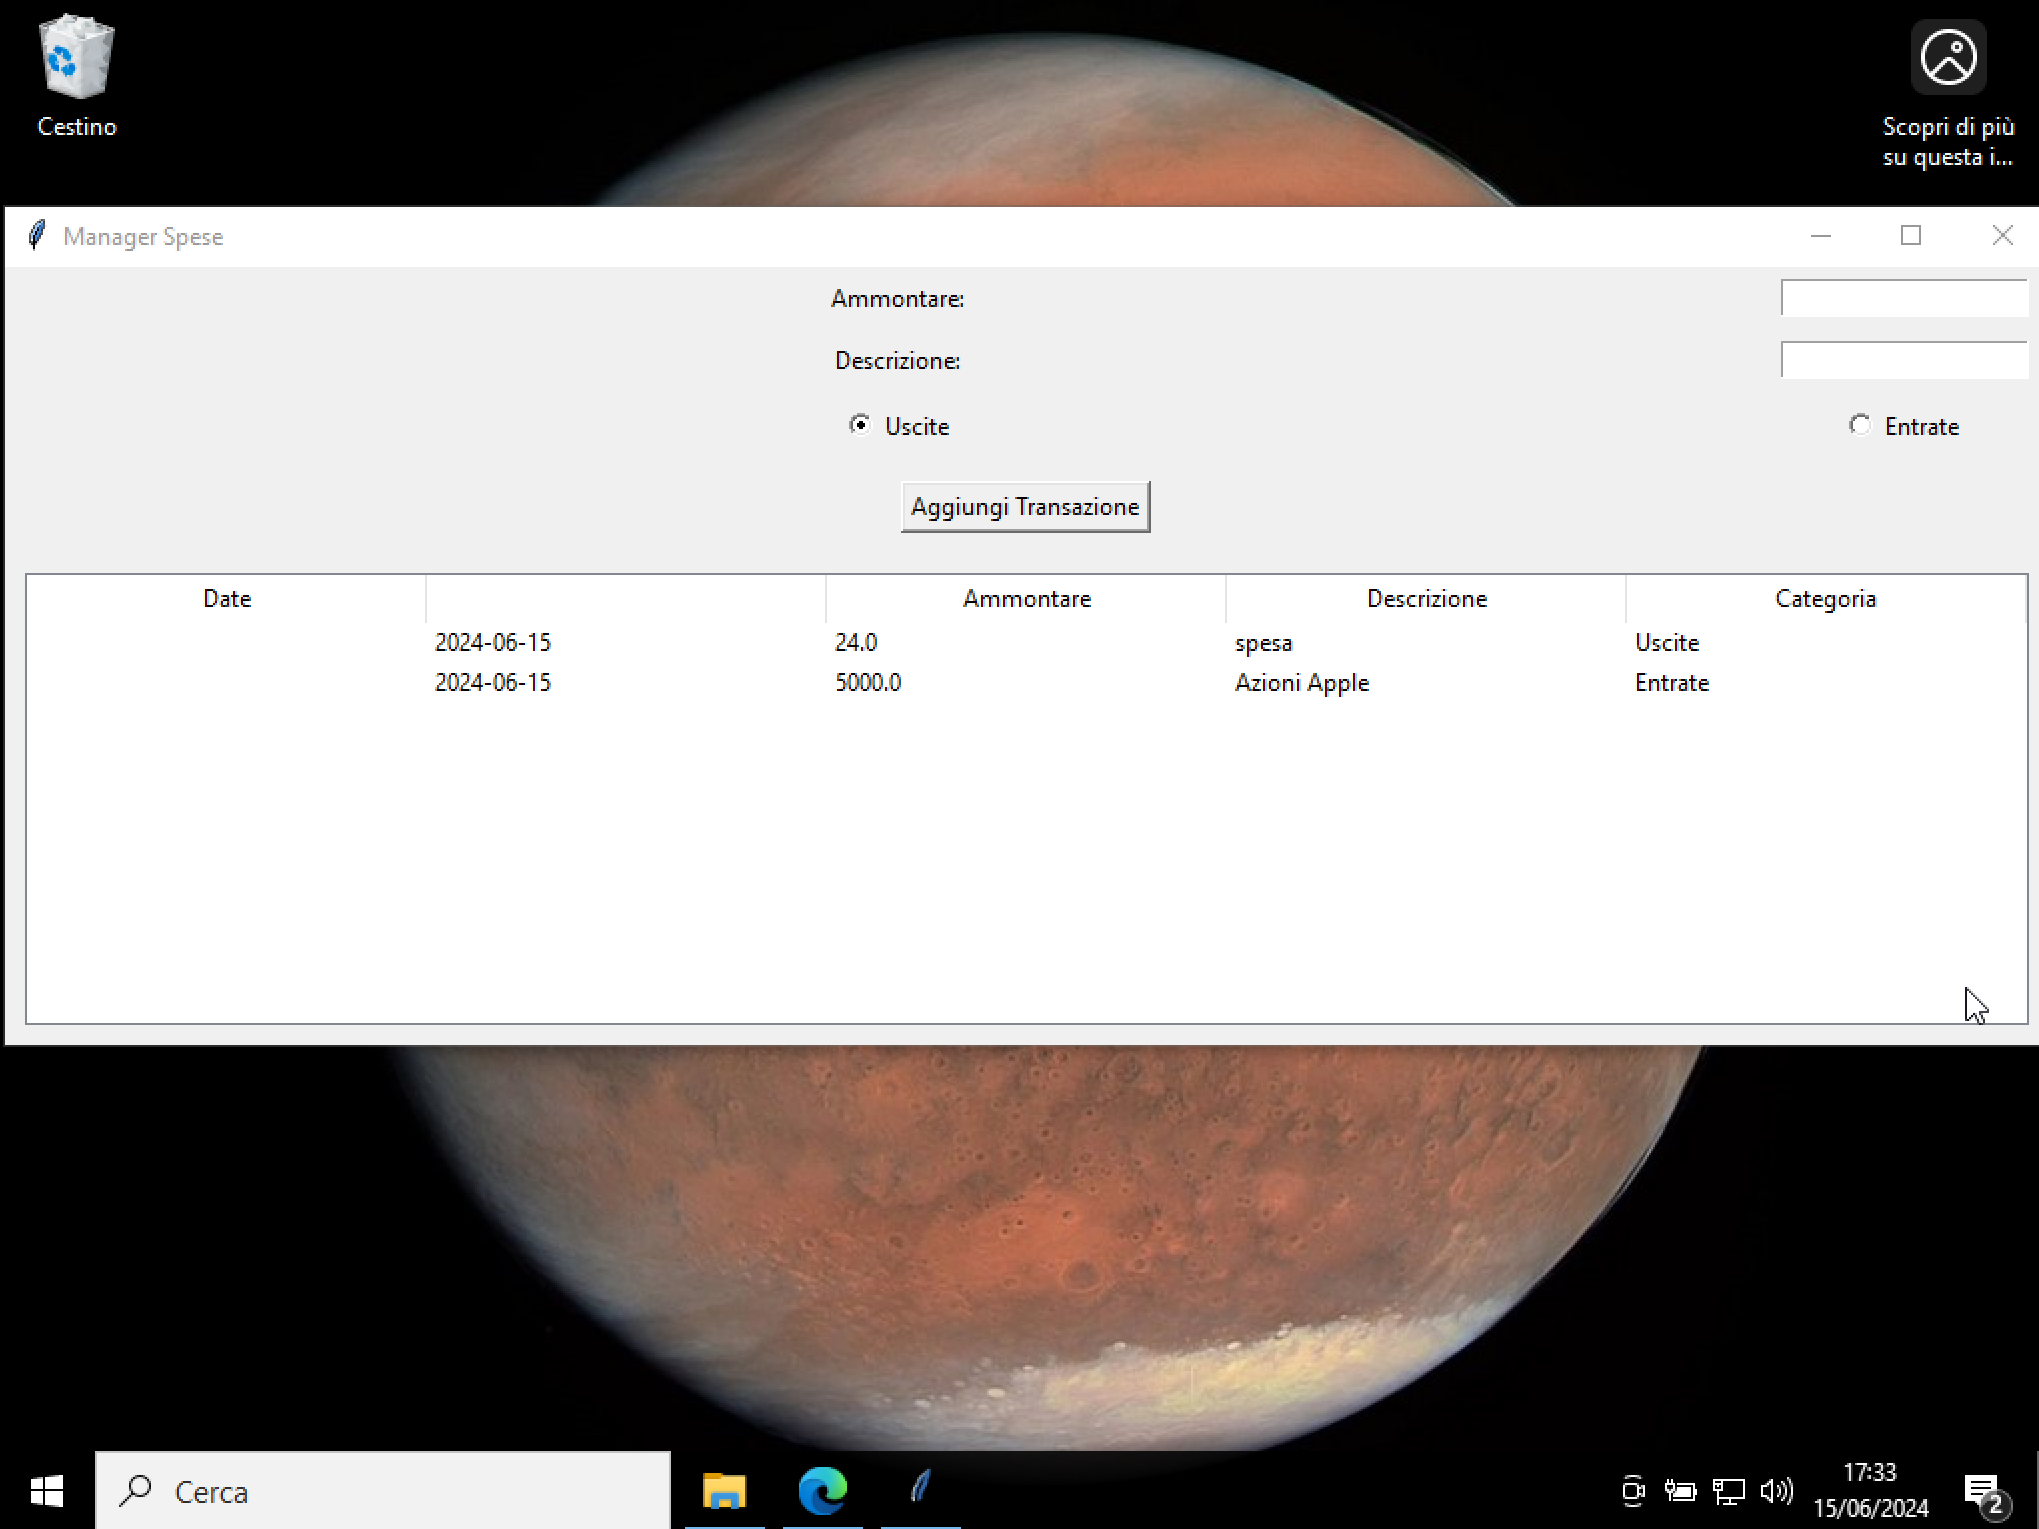 Cestino
Scopri di più
su questa i...
Manager Spese
Ammontare:
Descrizione:
Uscite
Entrate
Aggiungi Transazione
Date Ammontare Descrizione Categoria
2024-06-15 24.0 spesa Uscite
2024-06-15 5000.0 Azioni Apple Entrate
Cerca
17:33
15/06/2024
2